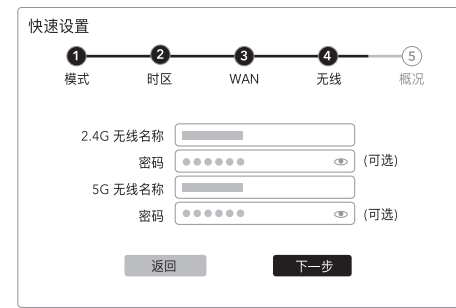 快速设置
1 2 3 4 5
模式 时区 WAN 无线 概况
2.4G 无线名称
密码 (可选)
5G 无线名称
密码 (可选)
返回 下一步